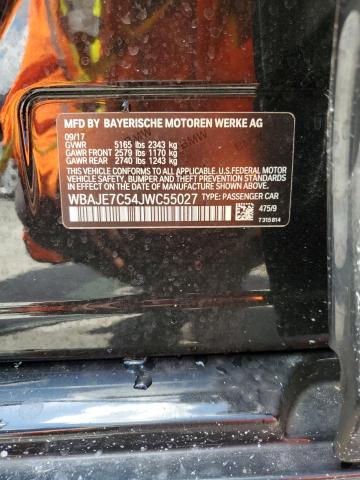 MFD BY BAYERISCHE MOTOREN WERKE AG
09/17
GVWR 5165 lbs 2343 kg
GAWR FRONT 2579 lbs 1170 kg
GAWR REAR 2740 lbs 1243 kg
THIS VEHICLE CONFORMS TO ALL APPLICABLE U.S. FEDERAL MOTOR
VEHICLE SAFETY, BUMPER, AND THEFT PREVENTION STANDARDS
IN EFFECT ON THE DATE OF MANUFACTURE SHOWN ABOVE.
WBAJE7C54JWC55027 TYPE: PASSENGER CAR
475/9
7 315 814